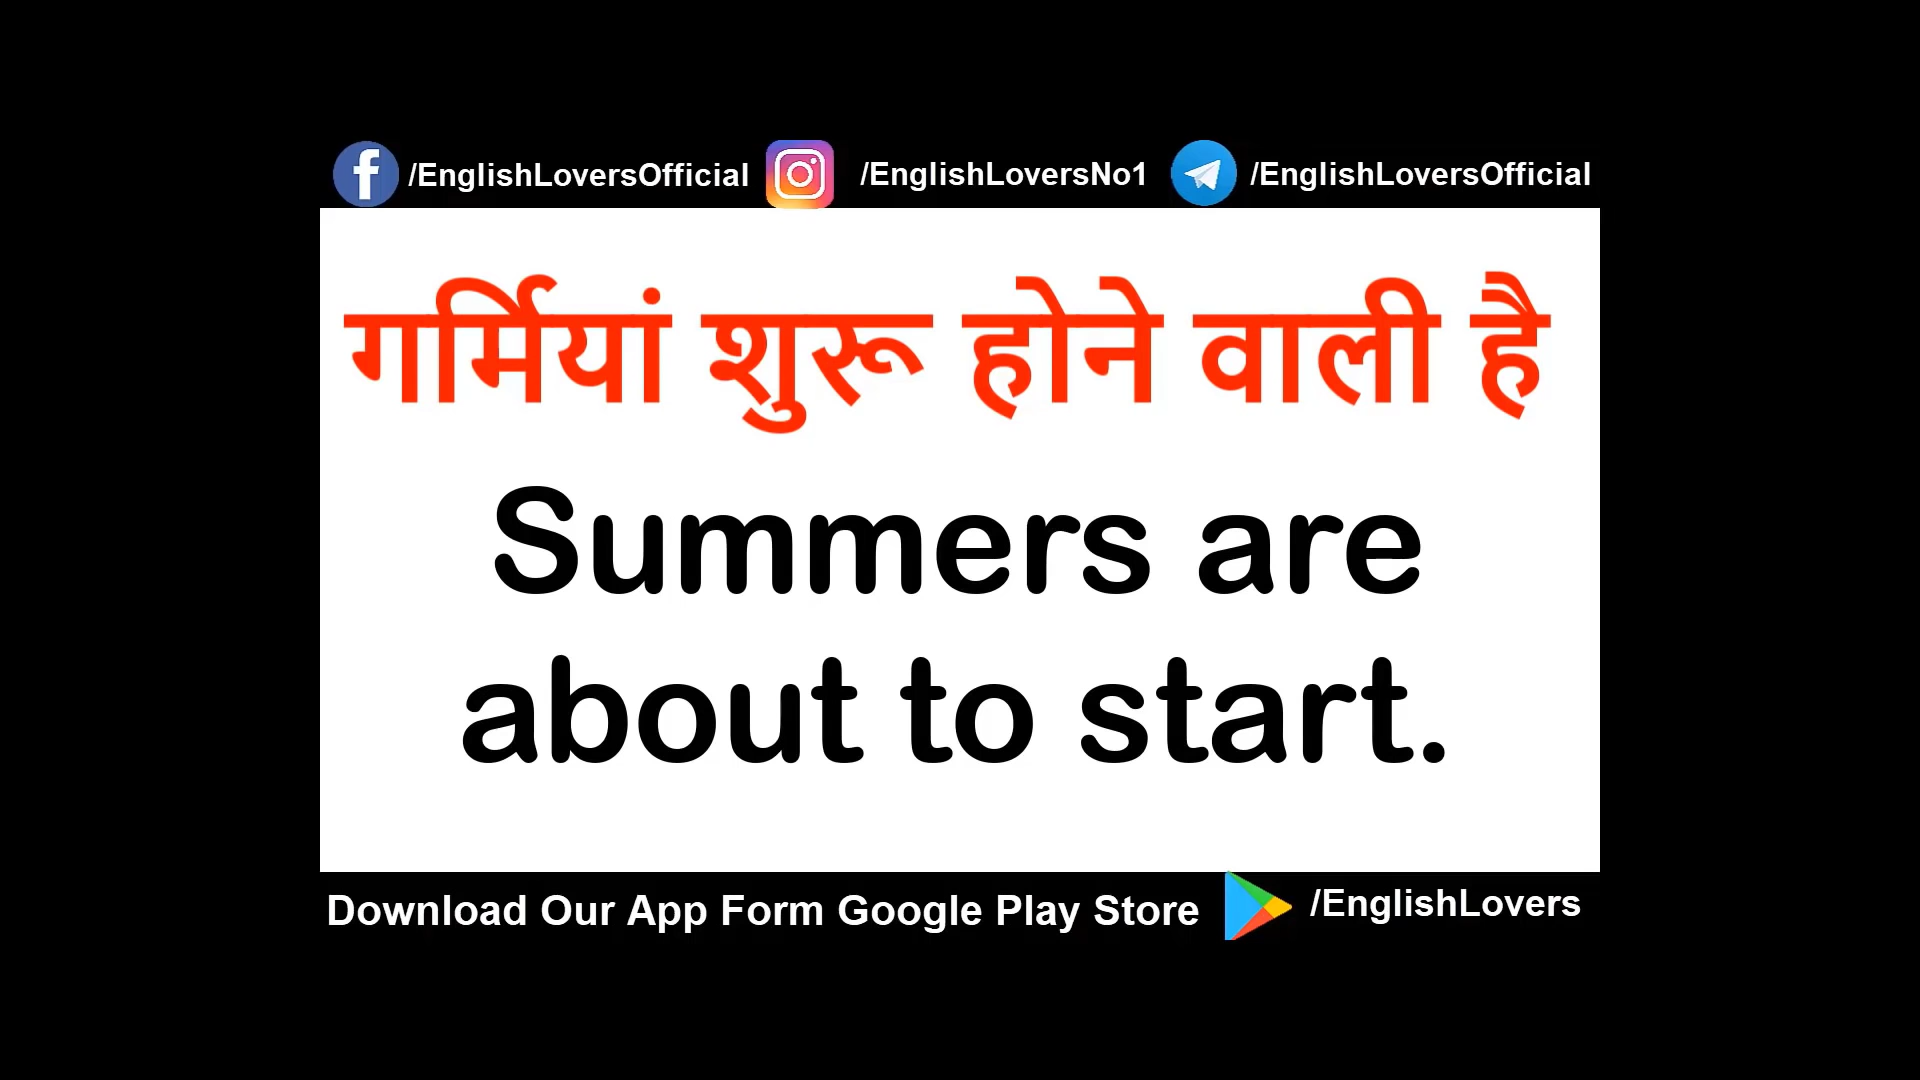 /EnglishLoversOfficial /EnglishLoversNo1 /EnglishLoversOfficial
गर्मियां शुरू होने वाली है
Summers are
about to start.
Download Our App Form Google Play Store /EnglishLovers